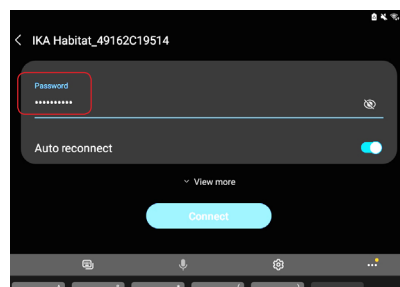 IKA Habitat_49162C19514
Password
••••••••••
Auto reconnect
View more
Connect